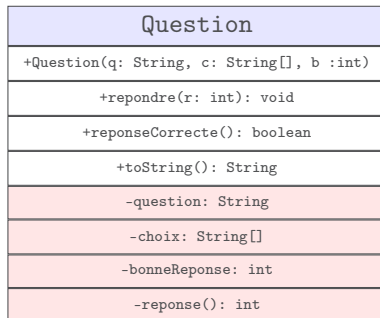 Question
+Question(q: String, c: String[], b :int)
+repondre(r: int): void
+reponseCorrecte(): boolean
+toString(): String
-question: String
-choix: String[]
-bonneReponse: int
-reponse(): int